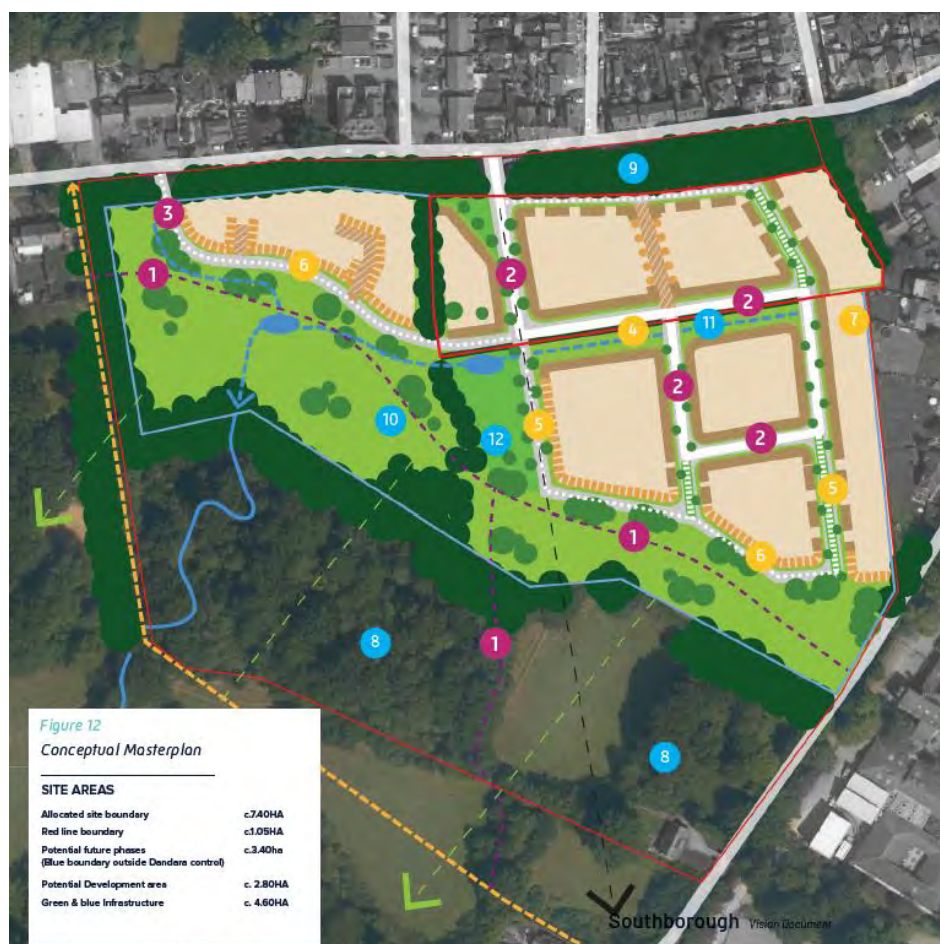 9
3
1
6
2
2
7
4
11
2
10
12
5
2
5
1
6
8
1
8
Figure 12
Conceptual Masterplan
SITE AREAS
Allocated site boundary c.7.40HA
Red line boundary c.1.05HA
Potential future phases c.3.40ha
(Blue boundary outside Dandara control)
Potential Development area c. 2.80HA
Green & blue Infrastructure c. 4.60HA
Southborough Vision Document